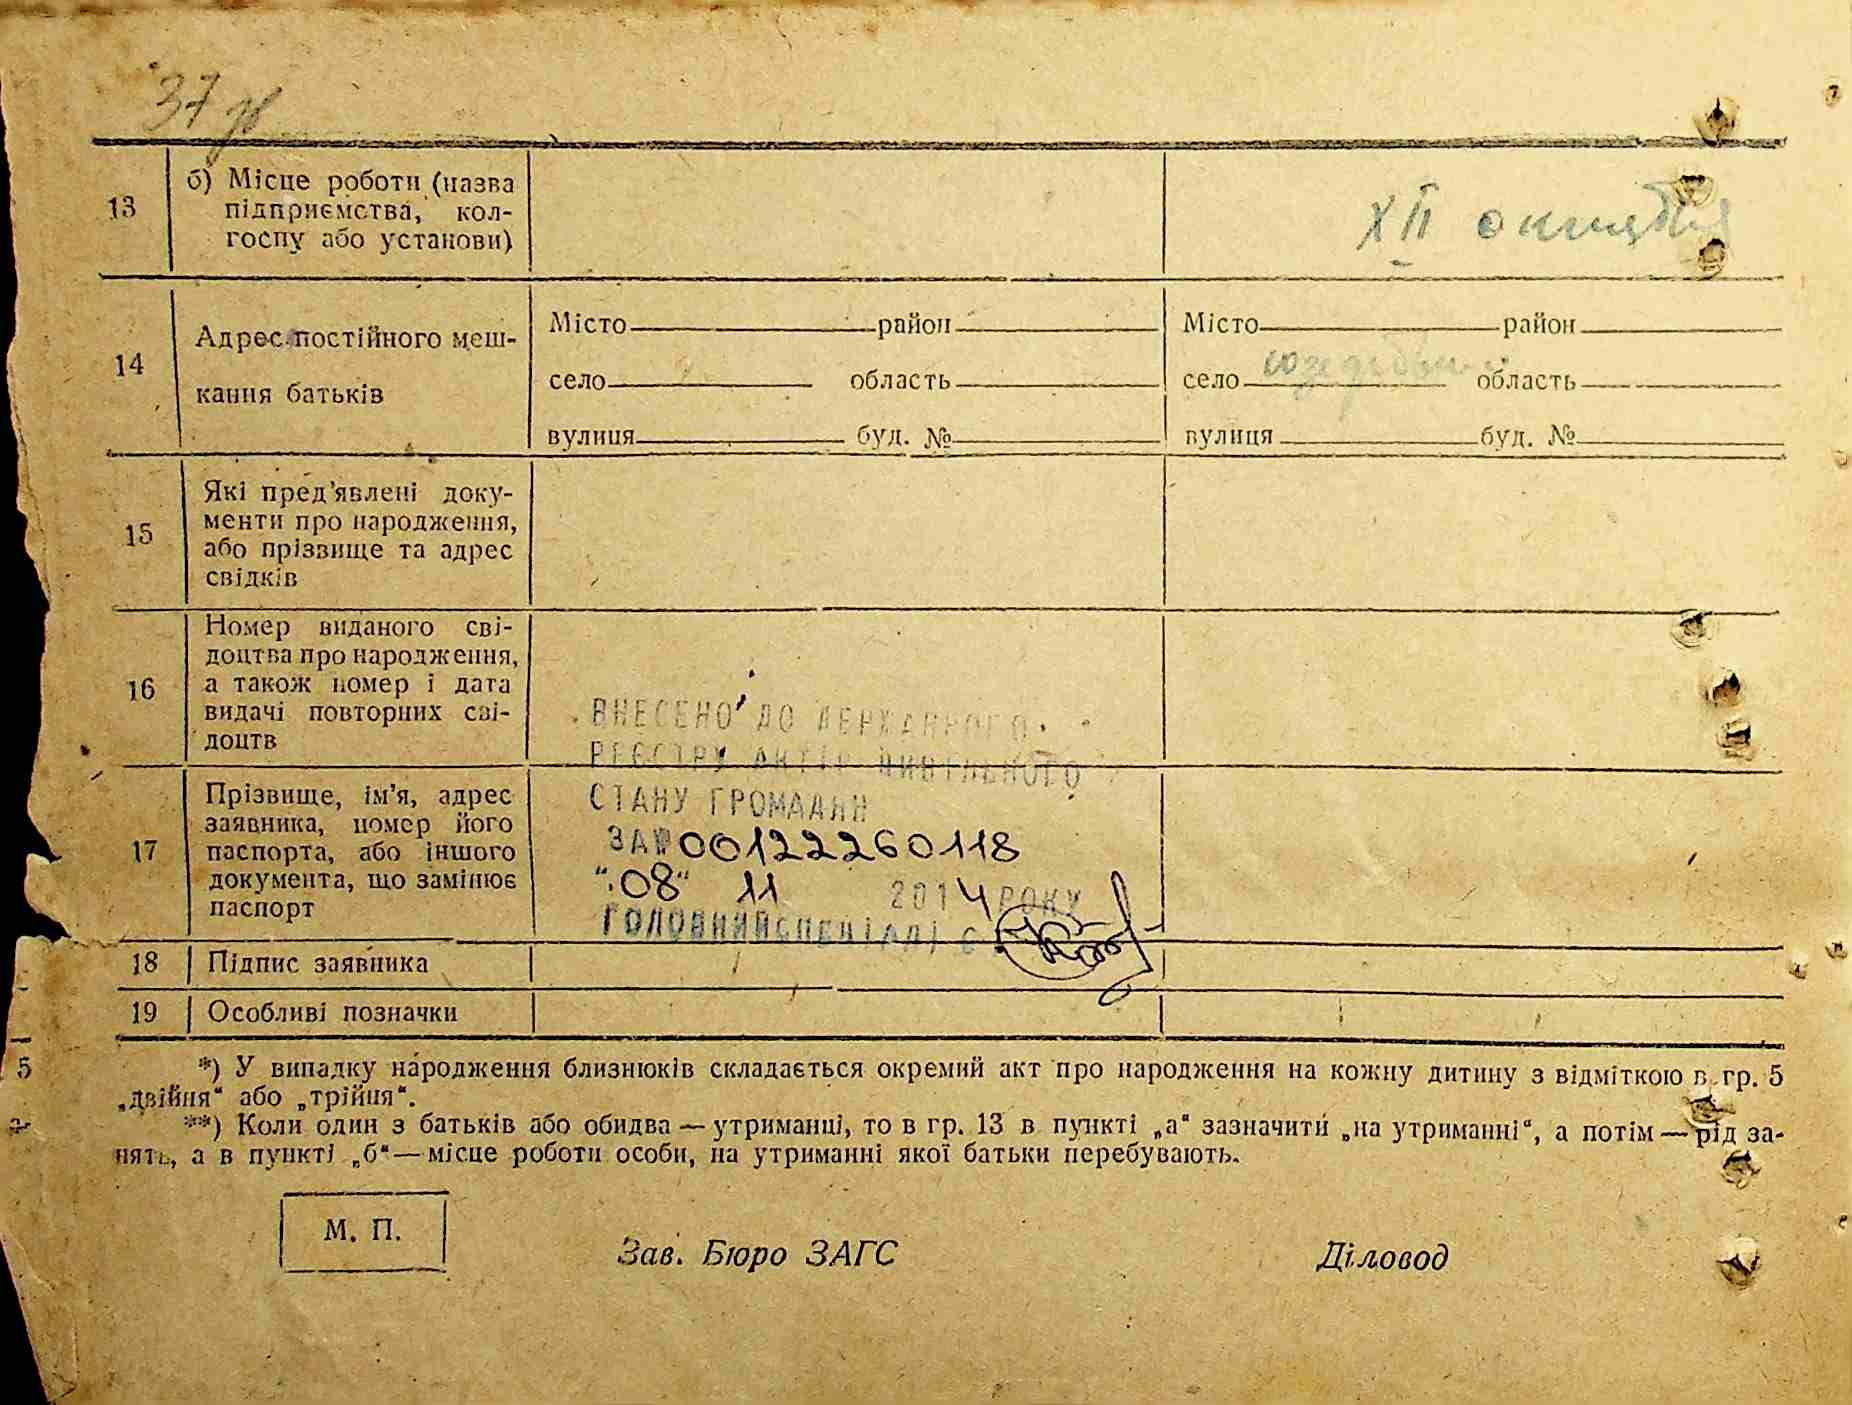 37
13
б) Місце роботи (назва
підприємства, кол-
госпу або установи)
XII
14
Адрес постійного меш-
кання батьків
Місто район
село область
вулиця буд. №
Місто район
село область
вулиця буд. №
15
Які пред’явлені доку-
менти про народження,
або прізвище та адрес
свідків
16
Номер виданого сві-
доцтва про народження,
а також номер і дата
видачі повторних сві-
доцтв
ВНЕСЕНО ДО ДЕРЖАВНОГО
РЕЄСТРУ АКТІВ ЦИВІЛЬНОГО
СТАНУ ГРОМАДЯН
ЗА № 00122260118
"08" 11 2014 РОКУ
ГОЛОВНИЙ СПЕЦІАЛІСТ
17
Прізвище, ім’я, адрес
заявника, номер його
паспорта, або іншого
документа, що замінює
паспорт
18 Підпис заявника
19 Особливі позначки
5
*) У випадку народження близнюків складається окремий акт про народження на кожну дитину з відміткою в гр. 5
„двійня“ або „трійня“.
**) Коли один з батьків або обидва — утриманці, то в гр. 13 в пункті „а“ зазначити „на утриманні“, а потім — рід за-
нять, а в пункті „б“ — місце роботи особи, на утриманні якої батьки перебувають.
М. П.
Зав. Бюро ЗАГС
Діловод